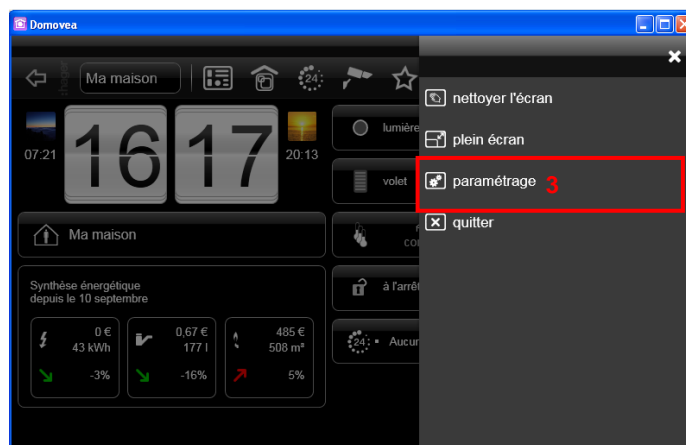 Domovea
:hager
Ma maison
24
nettoyer l'écran
plein écran
paramétrage 3
quitter
07:21
16 17
20:13
lumière
volet
Ma maison
con
Synthèse énergétique
depuis le 10 septembre
à l'arrêt
0 €
43 kWh
-3%
0,67 €
177 l
-16%
485 €
508 m³
5%
24
Aucun